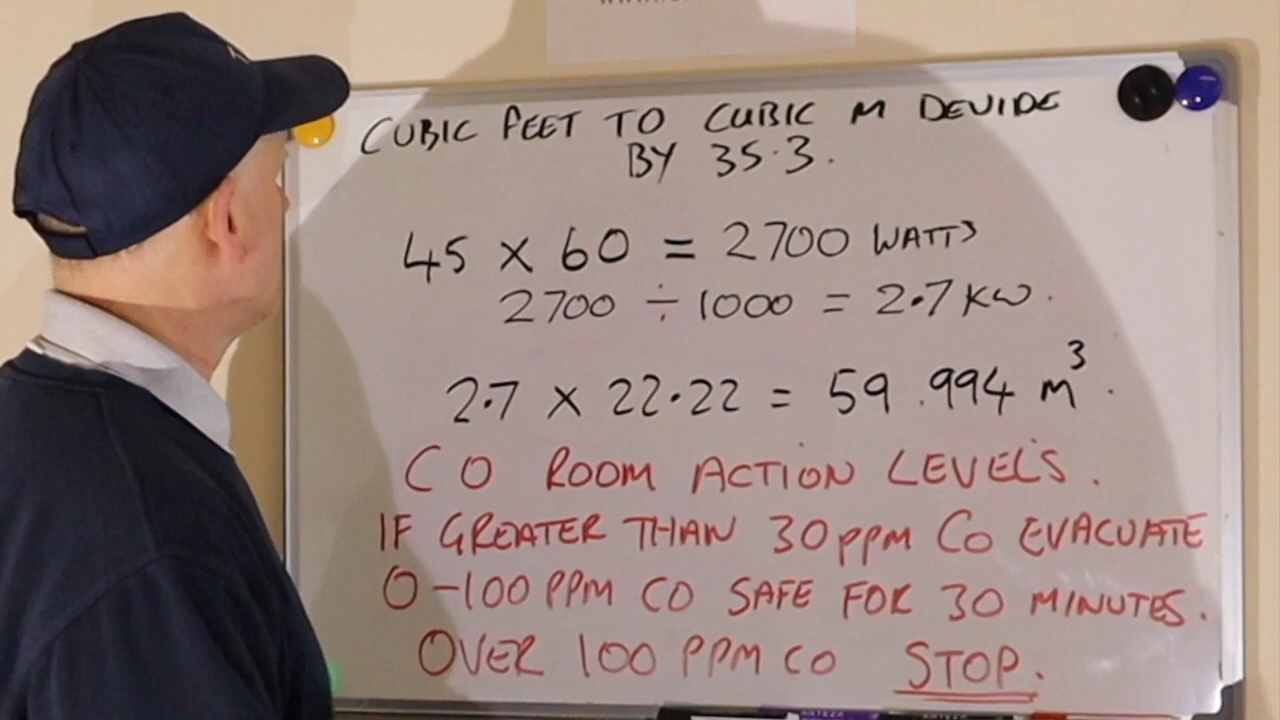 CUBIC FEET TO CUBIC M DEVIDE
BY 35.3.
45 × 60 = 2700 WATTS
2700 ÷ 1000 = 2.7 KW.
2.7 × 22.22 = 59.994 m³.
CO ROOM ACTION LEVELS.
IF GREATER THAN 30ppm CO EVACUATE
0-100 PPM CO SAFE FOR 30 MINUTES.
OVER 100 PPM CO STOP.
ARTEZA